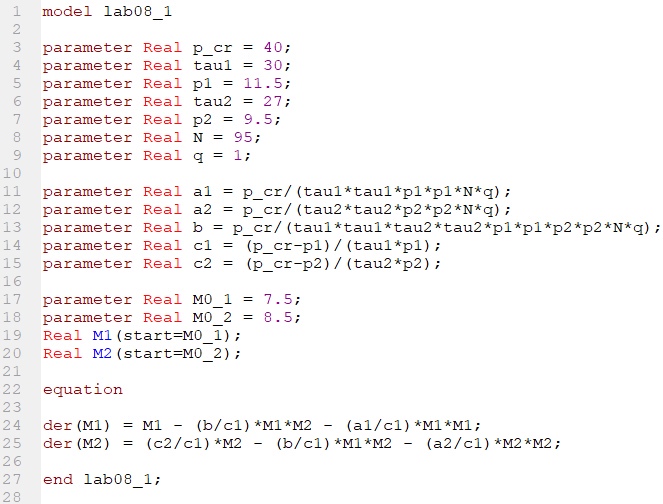 1 model lab08_1
2
3 parameter Real p_cr = 40;
4 parameter Real tau1 = 30;
5 parameter Real p1 = 11.5;
6 parameter Real tau2 = 27;
7 parameter Real p2 = 9.5;
8 parameter Real N = 95;
9 parameter Real q = 1;
10
11 parameter Real a1 = p_cr/(tau1*tau1*p1*p1*N*q);
12 parameter Real a2 = p_cr/(tau2*tau2*p2*p2*N*q);
13 parameter Real b = p_cr/(tau1*tau1*tau2*tau2*p1*p1*p2*p2*N*q);
14 parameter Real c1 = (p_cr-p1)/(tau1*p1);
15 parameter Real c2 = (p_cr-p2)/(tau2*p2);
16
17 parameter Real M0_1 = 7.5;
18 parameter Real M0_2 = 8.5;
19 Real M1(start=M0_1);
20 Real M2(start=M0_2);
21
22 equation
23
24 der(M1) = M1 - (b/c1)*M1*M2 - (a1/c1)*M1*M1;
25 der(M2) = (c2/c1)*M2 - (b/c1)*M1*M2 - (a2/c1)*M2*M2;
26
27 end lab08_1;
28